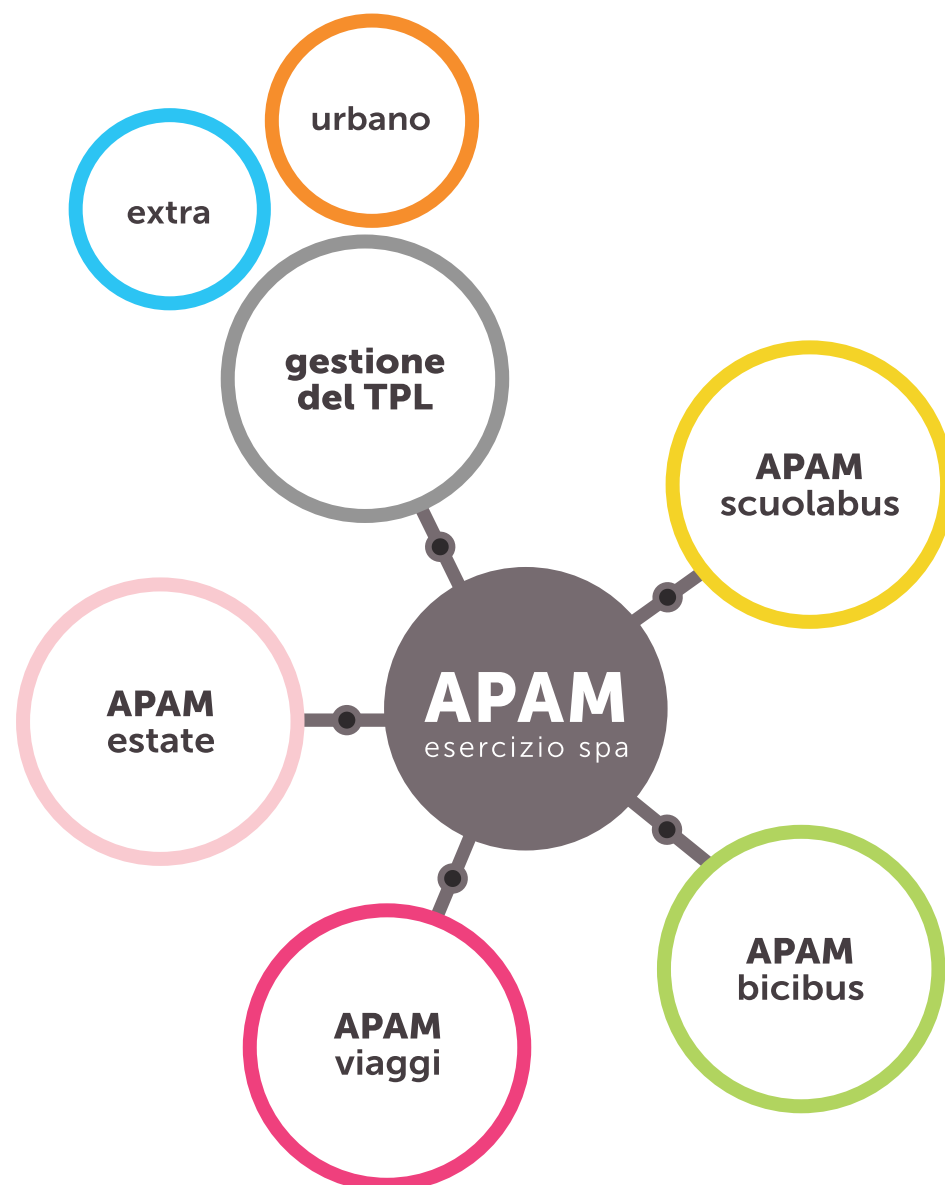 urbano
extra
gestione
del TPL
APAM
scuolabus
APAM
estate
APAM
esercizio spa
APAM
bicibus
APAM
viaggi